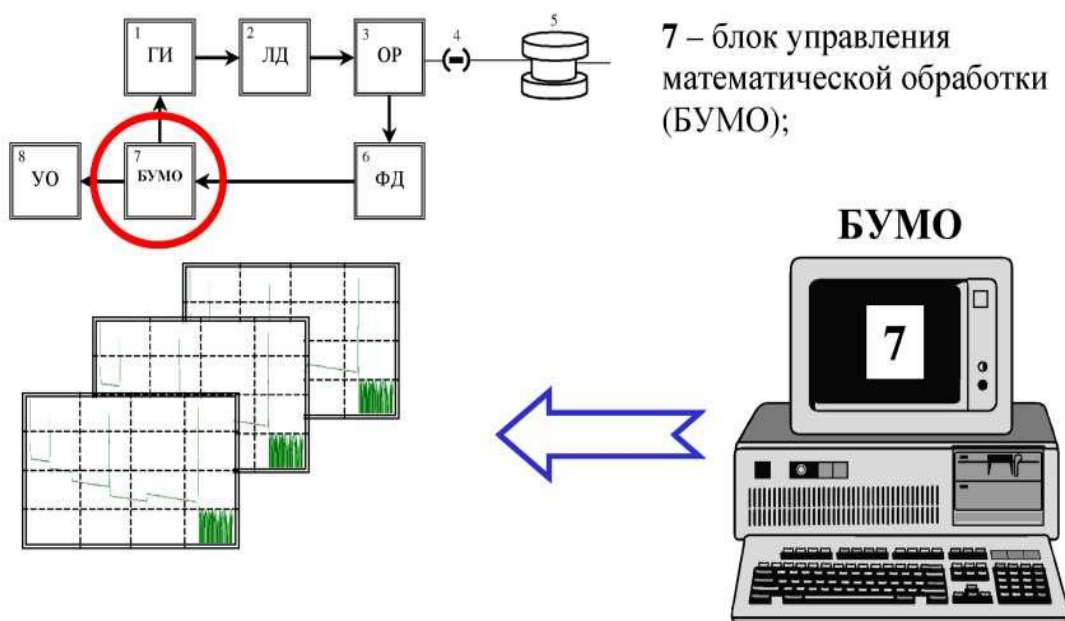 1
ГИ
2
ЛД
3
ОР
4
5
7 – блок управления
математической обработки
(БУМО);
8
УО
7
БУМО
6
ФД
БУМО
7